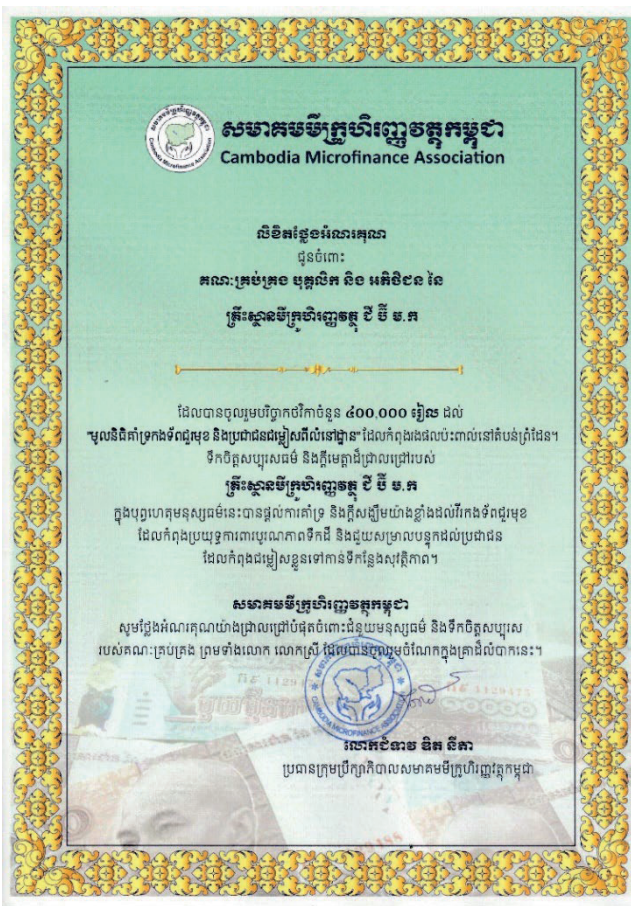 សមាគមមីក្រូហិរញ្ញវត្ថុកម្ពុជា
Cambodia Microfinance Association
លិខិតថ្លែងអំណរគុណ
ជូនចំពោះ
គណៈគ្រប់គ្រង បុគ្គលិក និង អតិថិជន នៃ
គ្រឹះស្ថានមីក្រូហិរញ្ញវត្ថុ ជី ប៊ី ម.ក
ដែលបានចូលរួមបរិច្ចាកថវិកាចំនួន ៤០០,០០០ រៀល ដល់
"មូលនិធិគាំទ្រកងទ័ពជួរមុខ និងប្រជាជនជម្លៀសពីលំនៅដ្ឋាន" ដែលកំពុងរងផលប៉ះពាល់នៅតំបន់ព្រំដែន។
ទឹកចិត្តសប្បុរសធម៌ និងក្តីមេត្តាដ៏ជ្រាលជ្រៅរបស់
គ្រឹះស្ថានមីក្រូហិរញ្ញវត្ថុ ជី ប៊ី ម.ក
ក្នុងបុព្វហេតុមនុស្សធម៌នេះបានផ្តល់ការគាំទ្រ និងក្តីសង្ឃឹមយ៉ាងខ្លាំងដល់វីរកងទ័ពជួរមុខ
ដែលកំពុងប្រយុទ្ធការពារបូរណភាពទឹកដី និងជួយសម្រាលបន្ទុកដល់ប្រជាជន
ដែលកំពុងជម្លៀសខ្លួនទៅកាន់ទីកន្លែងសុវត្ថិភាព។
សមាគមមីក្រូហិរញ្ញវត្ថុកម្ពុជា
សូមថ្លែងអំណរគុណយ៉ាងជ្រាលជ្រៅបំផុតចំពោះជំនួយមនុស្សធម៌ និងទឹកចិត្តសប្បុរស
របស់គណៈគ្រប់គ្រង ព្រមទាំងលោក លោកស្រី ដែលបានចូលរួមចំណែកក្នុងគ្រាដ៏លំបាកនេះ។
លោកជំទាវ ឌិត នីតា
ប្រធានក្រុមប្រឹក្សាភិបាលសមាគមមីក្រូហិរញ្ញវត្ថុកម្ពុជា